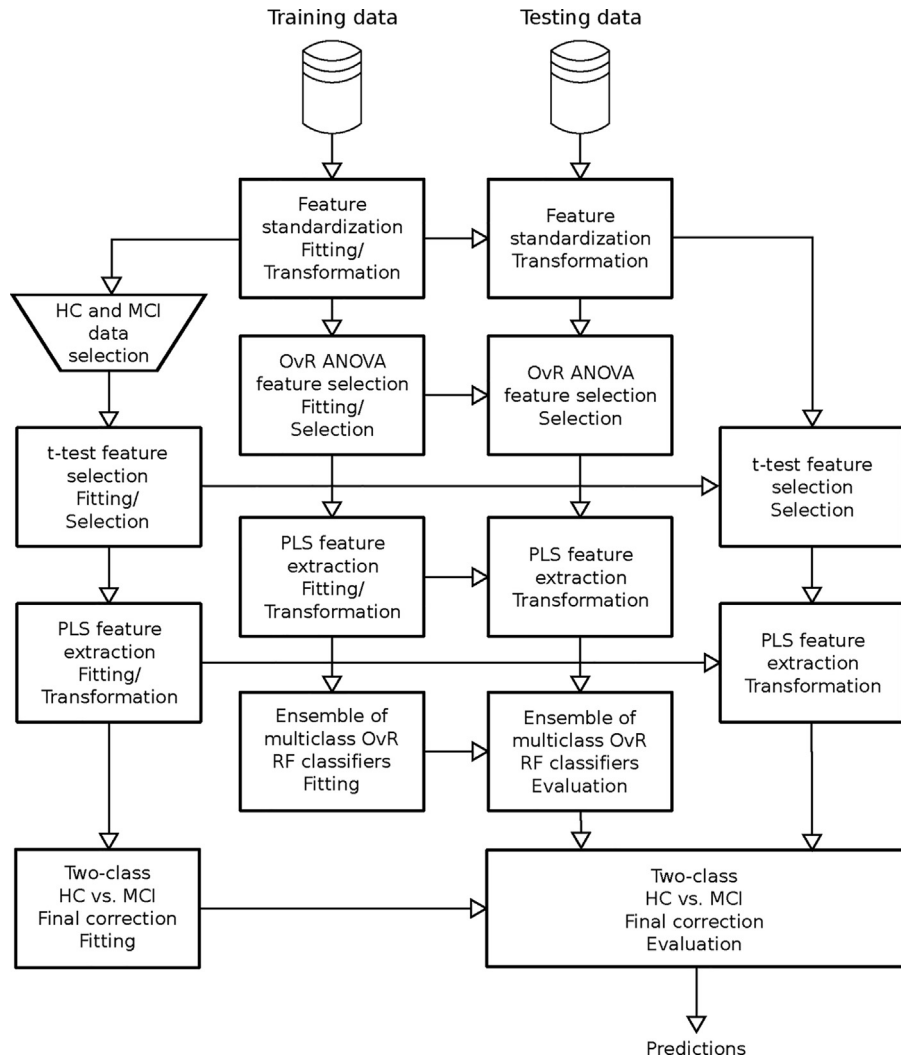 Training data
Testing data
Feature
standardization
Fitting/
Transformation
Feature
standardization
Transformation
HC and MCI
data
selection
OvR ANOVA
feature selection
Fitting/
Selection
OvR ANOVA
feature selection
Selection
t-test feature
selection
Fitting/
Selection
t-test feature
selection
Selection
PLS feature
extraction
Fitting/
Transformation
PLS feature
extraction
Transformation
PLS feature
extraction
Fitting/
Transformation
PLS feature
extraction
Transformation
Ensemble of
multiclass OvR
RF classifiers
Fitting
Ensemble of
multiclass OvR
RF classifiers
Evaluation
Two-class
HC vs. MCI
Final correction
Fitting
Two-class
HC vs. MCI
Final correction
Evaluation
Predictions